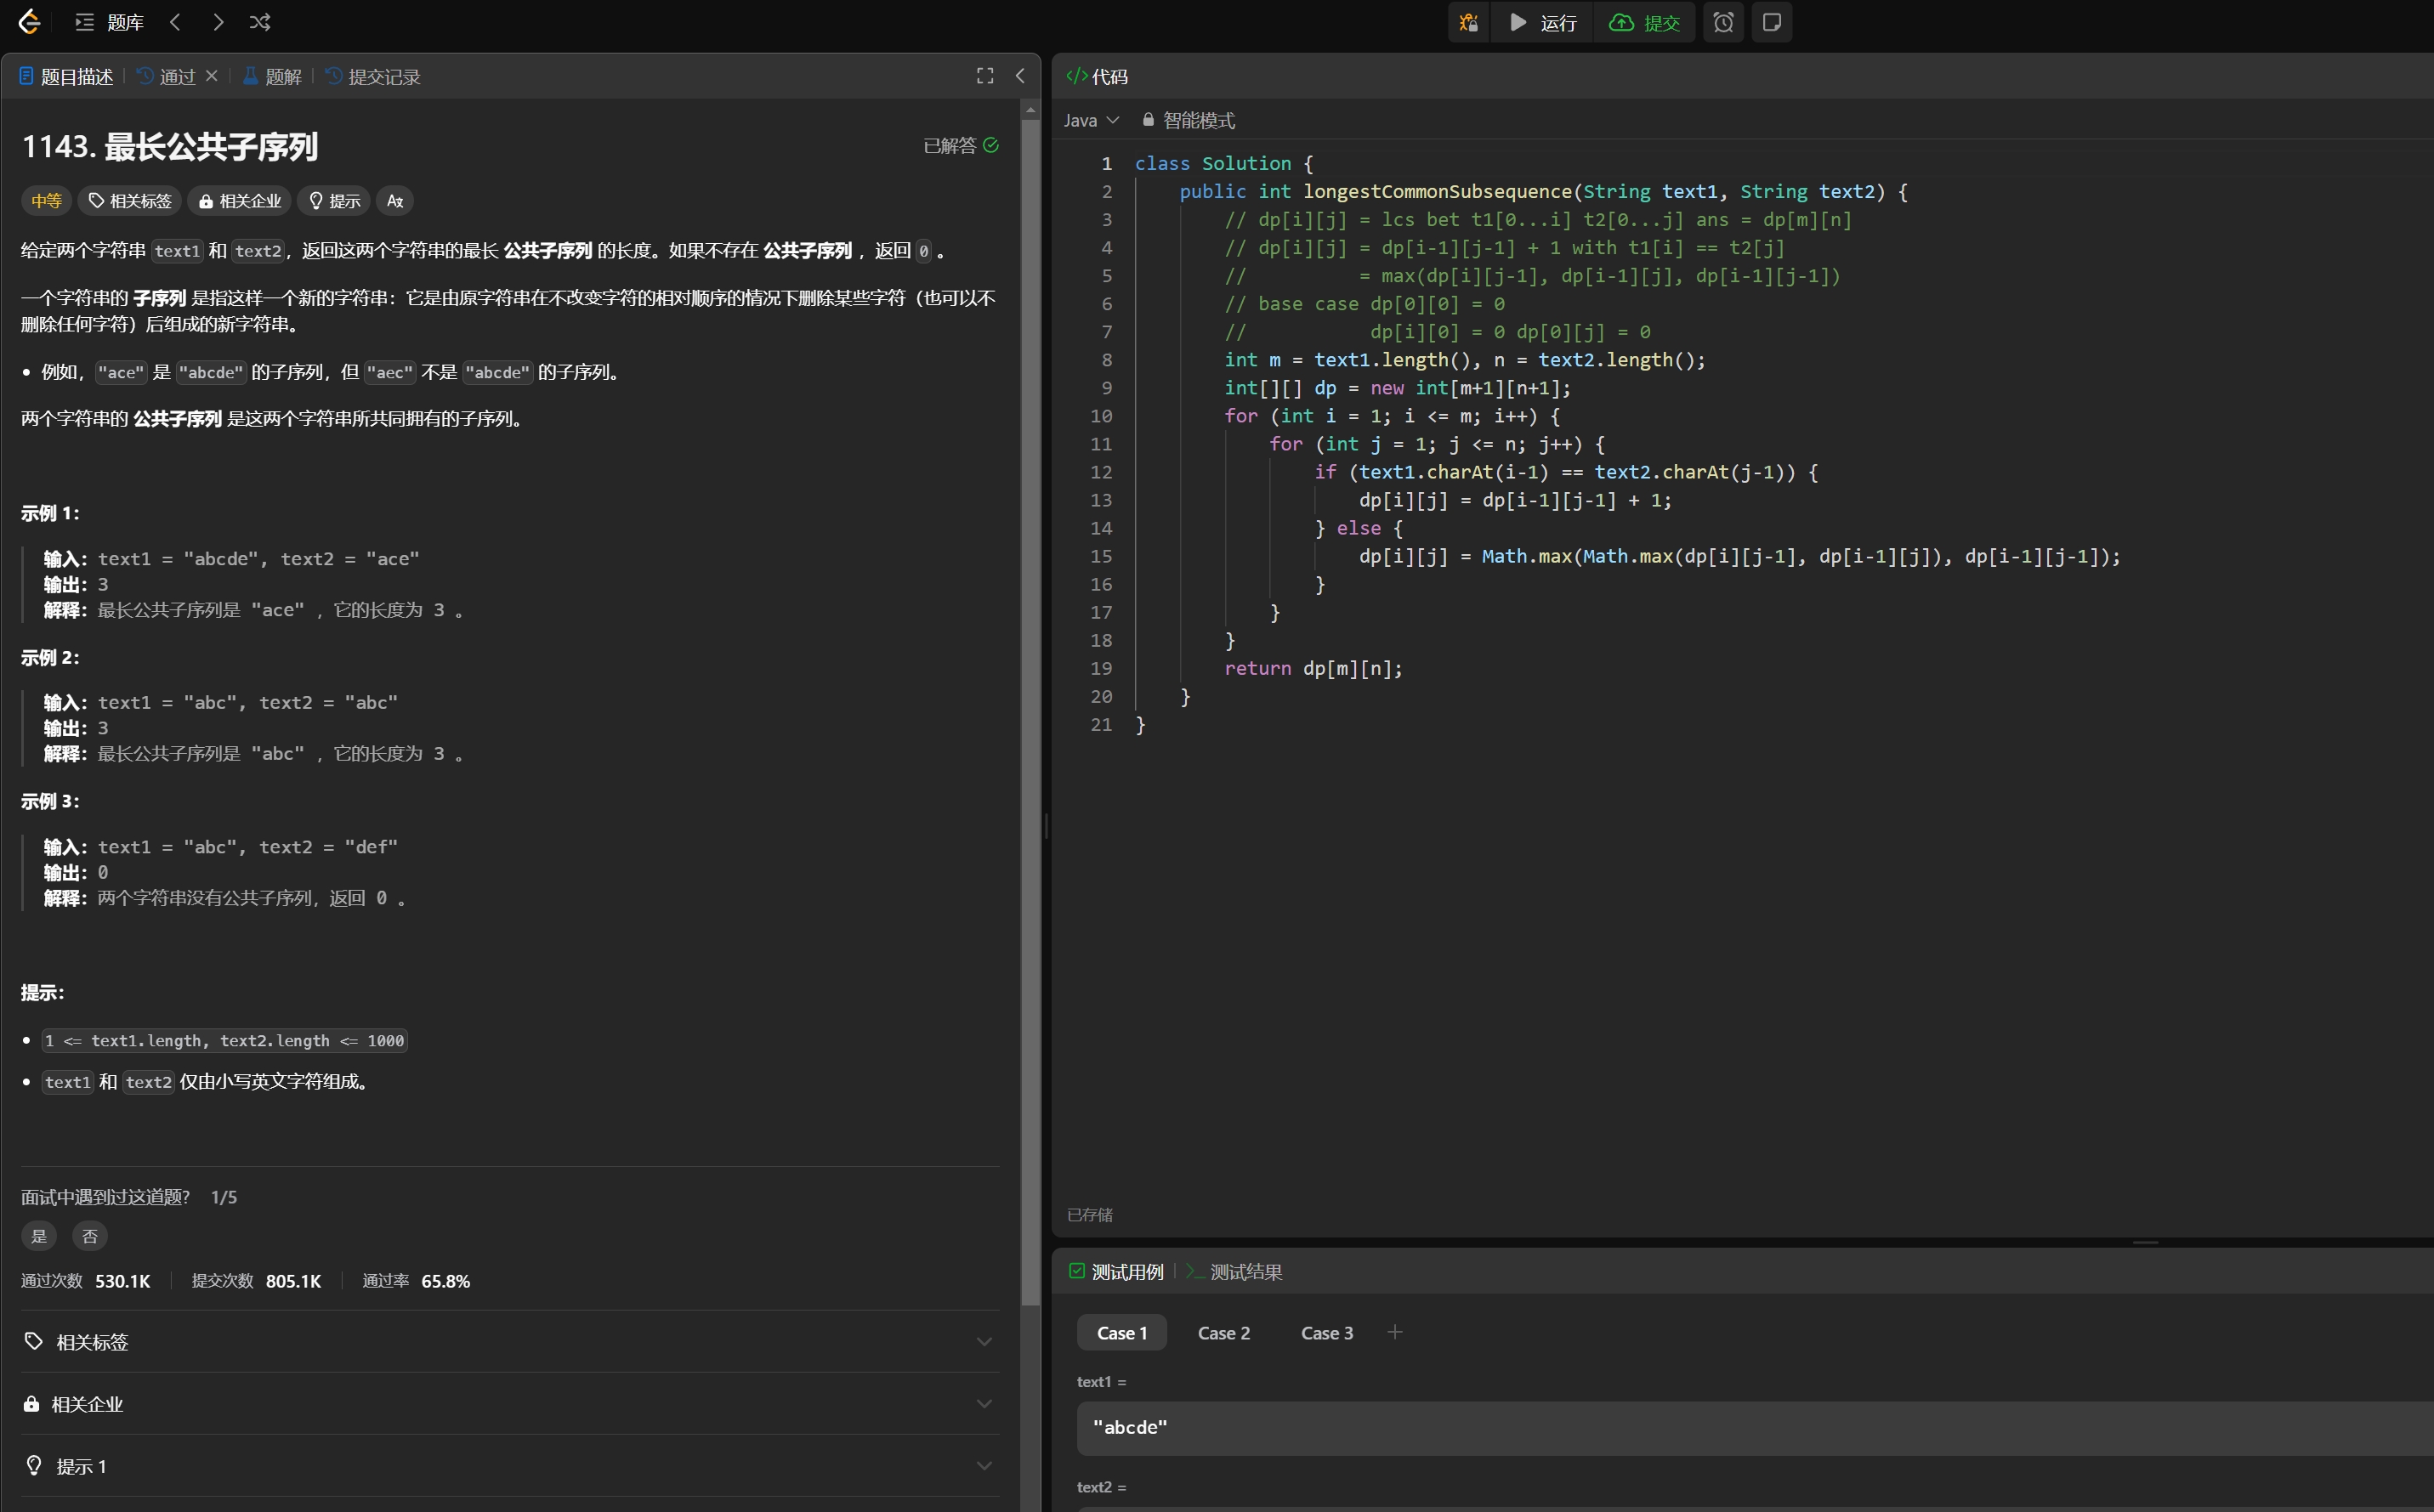 题库
运行
提交
题目描述
通过
题解
提交记录
1143. 最长公共子序列
已解答
中等
相关标签
相关企业
提示
给定两个字符串 text1 和 text2，返回这两个字符串的最长 公共子序列 的长度。如果不存在 公共子序列 ，返回 0 。
一个字符串的 子序列 是指这样一个新的字符串：它是由原字符串在不改变字符的相对顺序的情况下删除某些字符（也可以不
删除任何字符）后组成的新字符串。
例如，"ace" 是 "abcde" 的子序列，但 "aec" 不是 "abcde" 的子序列。
两个字符串的 公共子序列 是这两个字符串所共同拥有的子序列。
示例 1：
输入：text1 = "abcde", text2 = "ace"
输出：3
解释：最长公共子序列是 "ace" ，它的长度为 3 。
示例 2：
输入：text1 = "abc", text2 = "abc"
输出：3
解释：最长公共子序列是 "abc" ，它的长度为 3 。
示例 3：
输入：text1 = "abc", text2 = "def"
输出：0
解释：两个字符串没有公共子序列，返回 0 。
提示：
1 <= text1.length, text2.length <= 1000
text1 和 text2 仅由小写英文字符组成。
面试中遇到过这道题? 1/5
是
否
通过次数 530.1K
提交次数 805.1K
通过率 65.8%
相关标签
相关企业
提示 1
</> 代码
Java
智能模式
1 class Solution {
2     public int longestCommonSubsequence(String text1, String text2) {
3         // dp[i][j] = lcs bet t1[0...i] t2[0...j] ans = dp[m][n]
4         // dp[i][j] = dp[i-1][j-1] + 1 with t1[i] == t2[j]
5         //          = max(dp[i][j-1], dp[i-1][j], dp[i-1][j-1])
6         // base case dp[0][0] = 0
7         //           dp[i][0] = 0 dp[0][j] = 0
8         int m = text1.length(), n = text2.length();
9         int[][] dp = new int[m+1][n+1];
10         for (int i = 1; i <= m; i++) {
11             for (int j = 1; j <= n; j++) {
12                 if (text1.charAt(i-1) == text2.charAt(j-1)) {
13                     dp[i][j] = dp[i-1][j-1] + 1;
14                 } else {
15                     dp[i][j] = Math.max(Math.max(dp[i][j-1], dp[i-1][j]), dp[i-1][j-1]);
16                 }
17             }
18         }
19         return dp[m][n];
20     }
21 }
已存储
测试用例
测试结果
Case 1
Case 2
Case 3
text1 =
"abcde"
text2 =